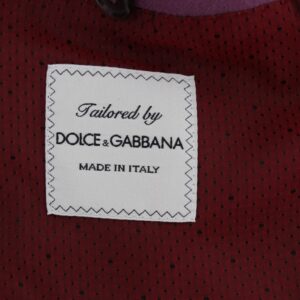 Tailored by
DOLCE & GABBANA
MADE IN ITALY